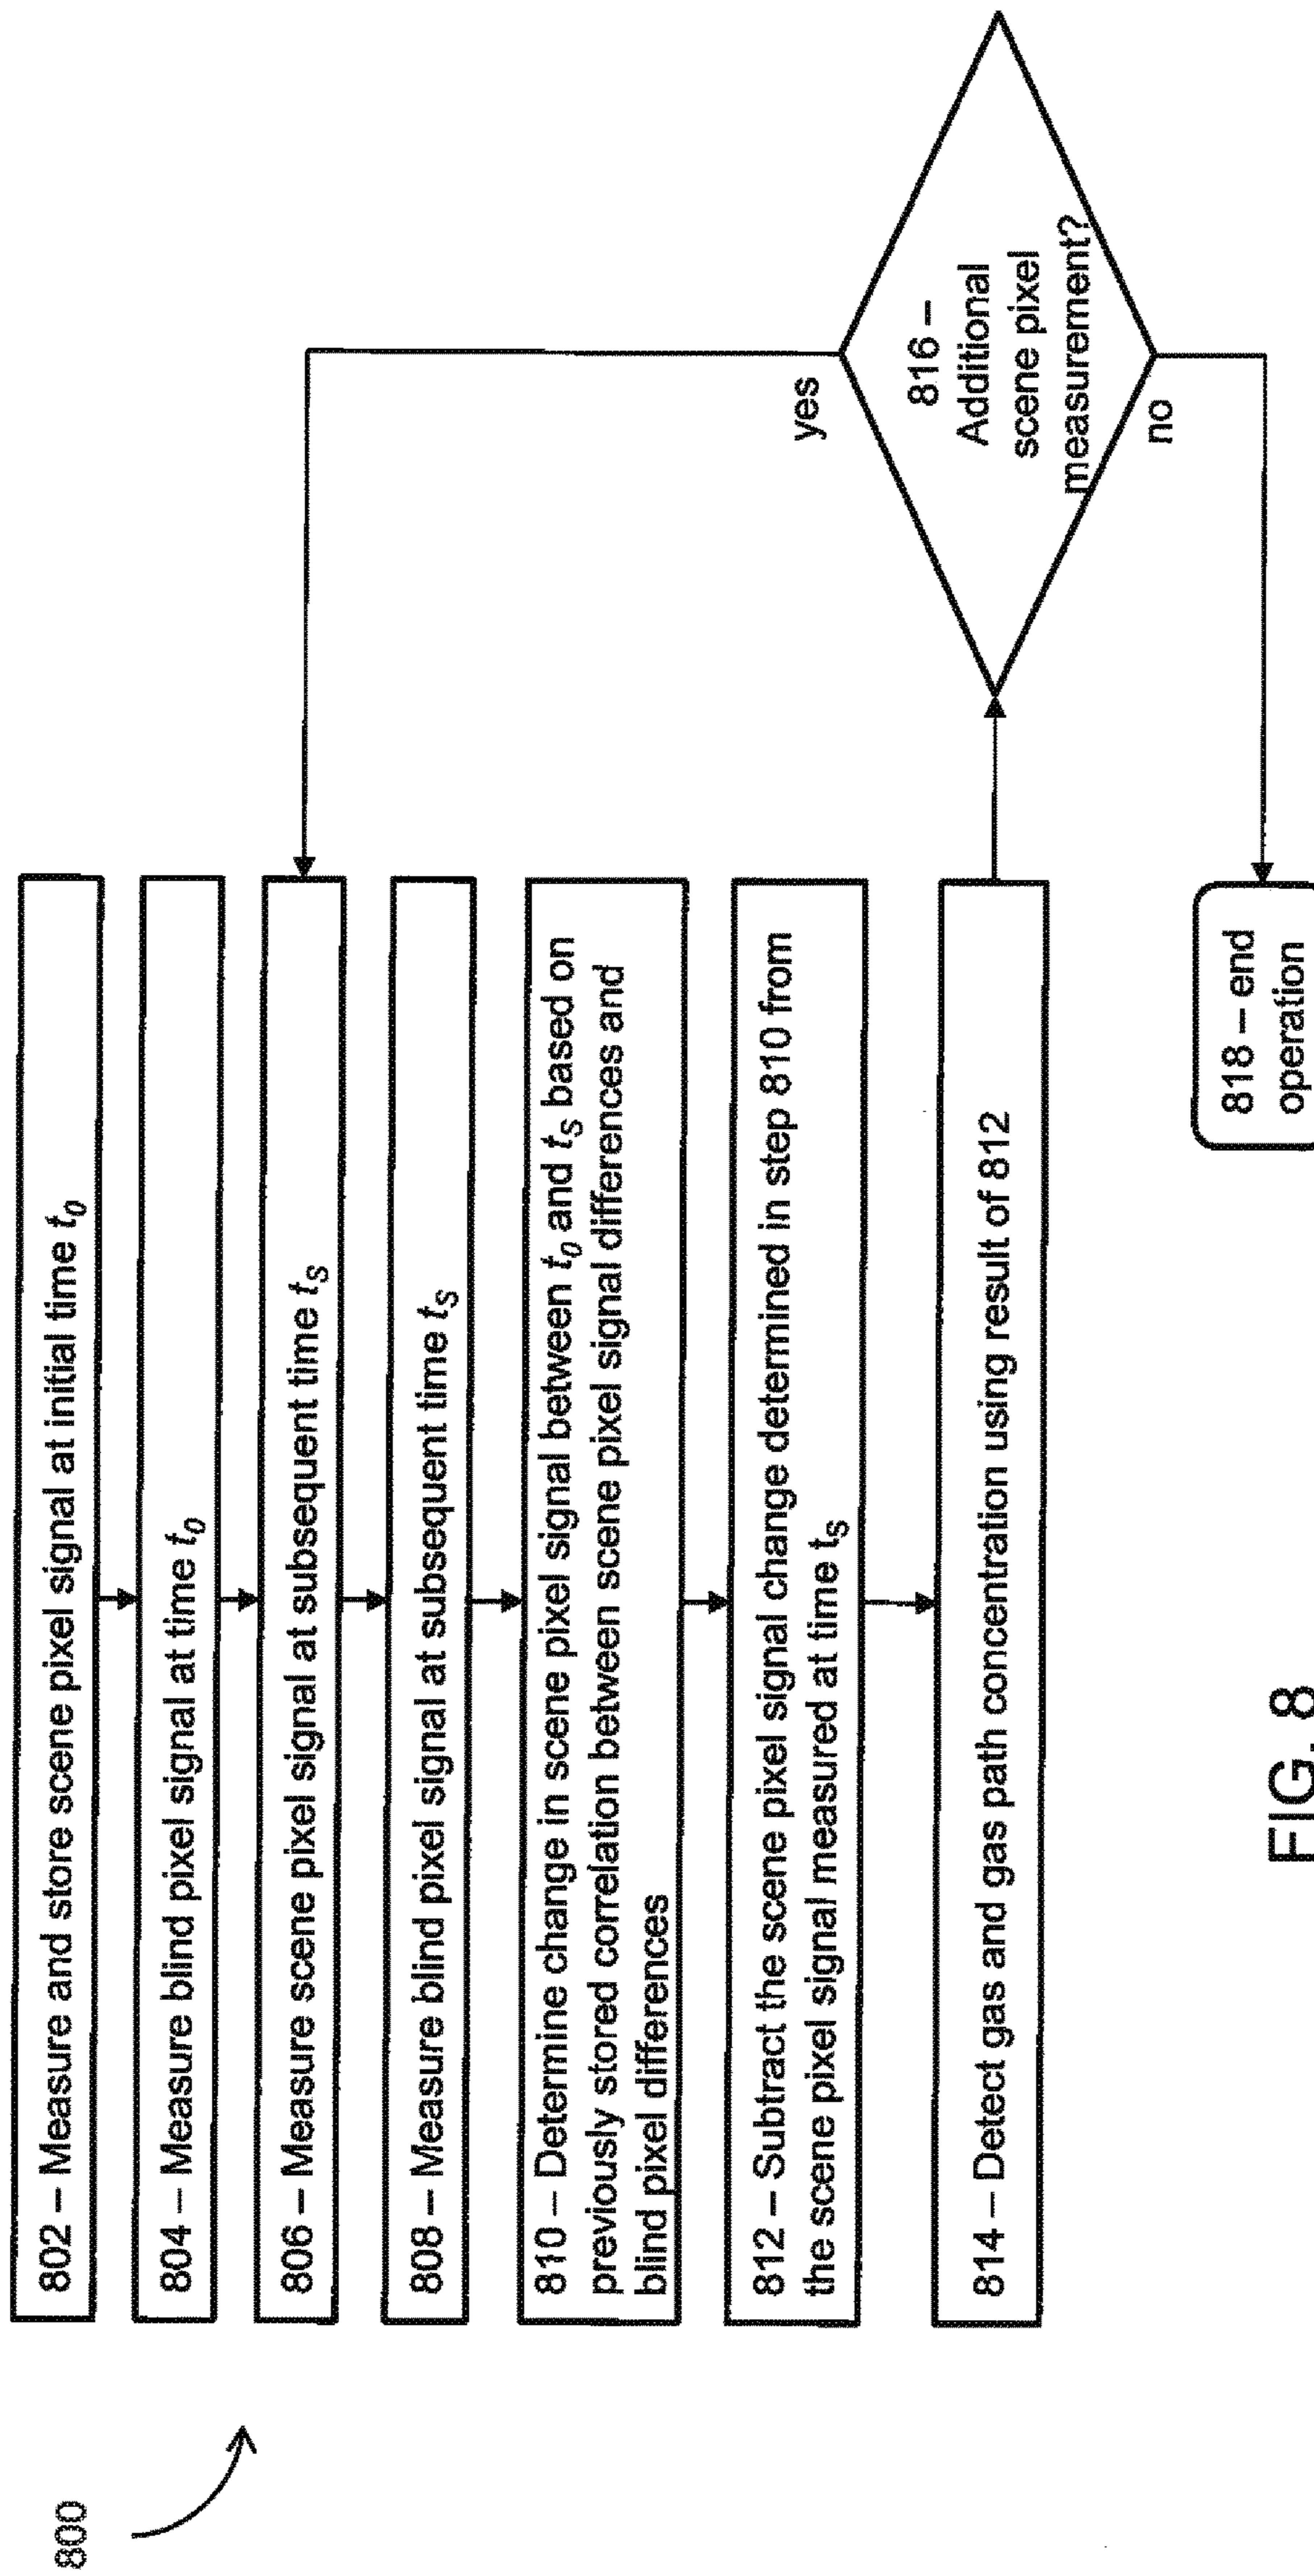 800
802 – Measure and store scene pixel signal at initial time t0
804 – Measure blind pixel signal at time t0
806 – Measure scene pixel signal at subsequent time tS
808 – Measure blind pixel signal at subsequent time tS
810 – Determine change in scene pixel signal between t0 and tS based on
previously stored correlation between scene pixel signal differences and
blind pixel differences
812 – Subtract the scene pixel signal change determined in step 810 from
the scene pixel signal measured at time tS
814 – Detect gas and gas path concentration using result of 812
816 –
Additional
scene pixel
measurement?
yes
no
818 – end
operation
FIG. 8